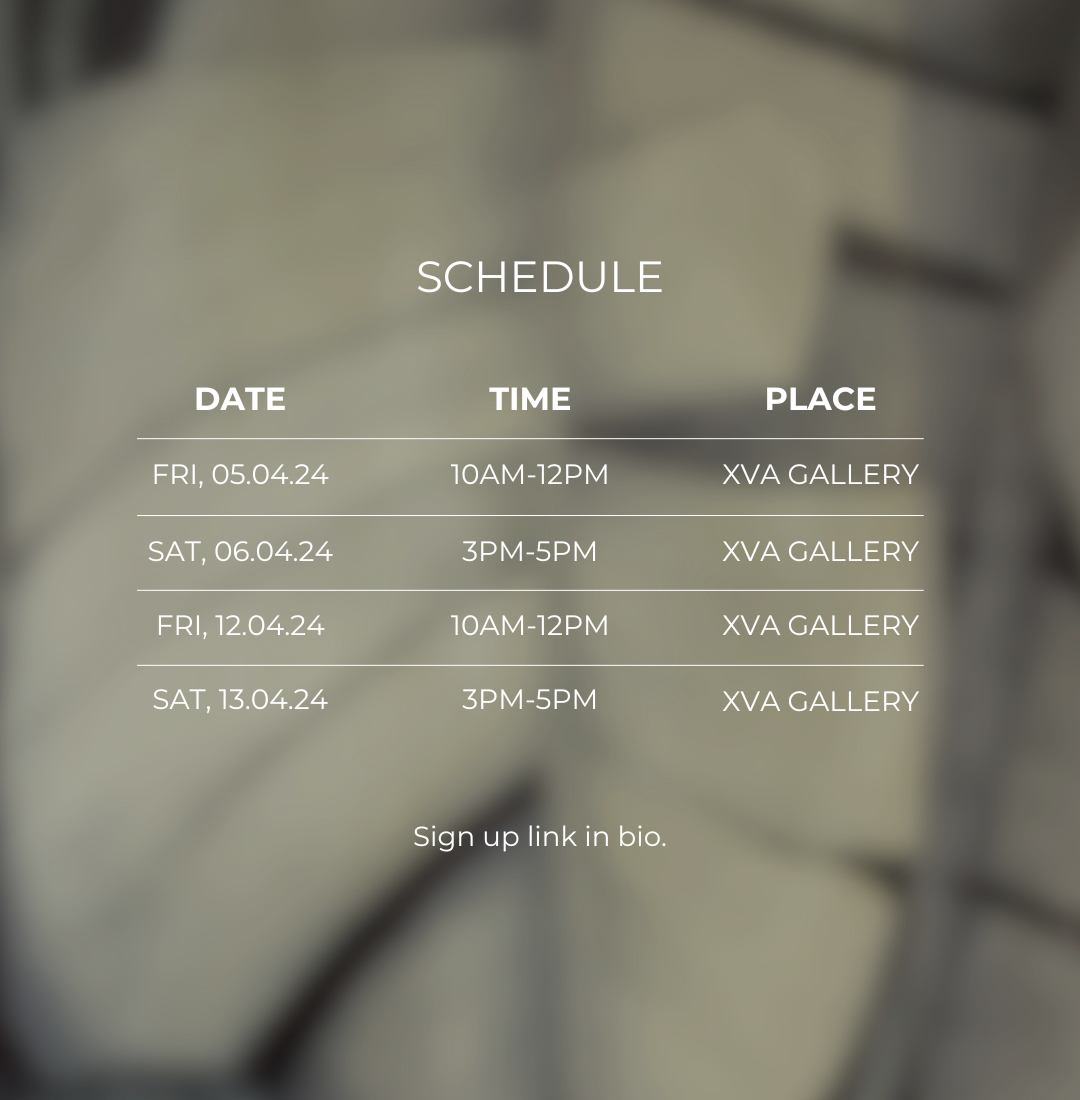 SCHEDULE
DATE TIME PLACE
FRI, 05.04.24 10AM-12PM XVA GALLERY
SAT, 06.04.24 3PM-5PM XVA GALLERY
FRI, 12.04.24 10AM-12PM XVA GALLERY
SAT, 13.04.24 3PM-5PM XVA GALLERY
Sign up link in bio.